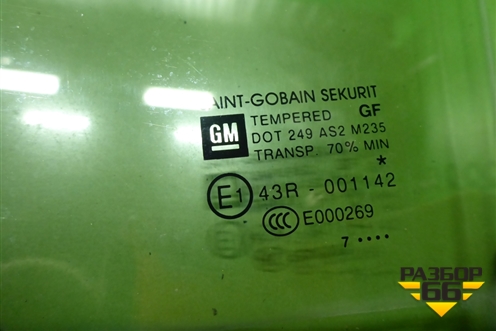 AINT-GOBAIN SEKURIT
TEMPERED GF
GM
DOT 249 AS2 M235
TRANSP. 70% MIN
*
E1 43R - 001142
CCC E000269
7 ••••
РАЗБОР
66